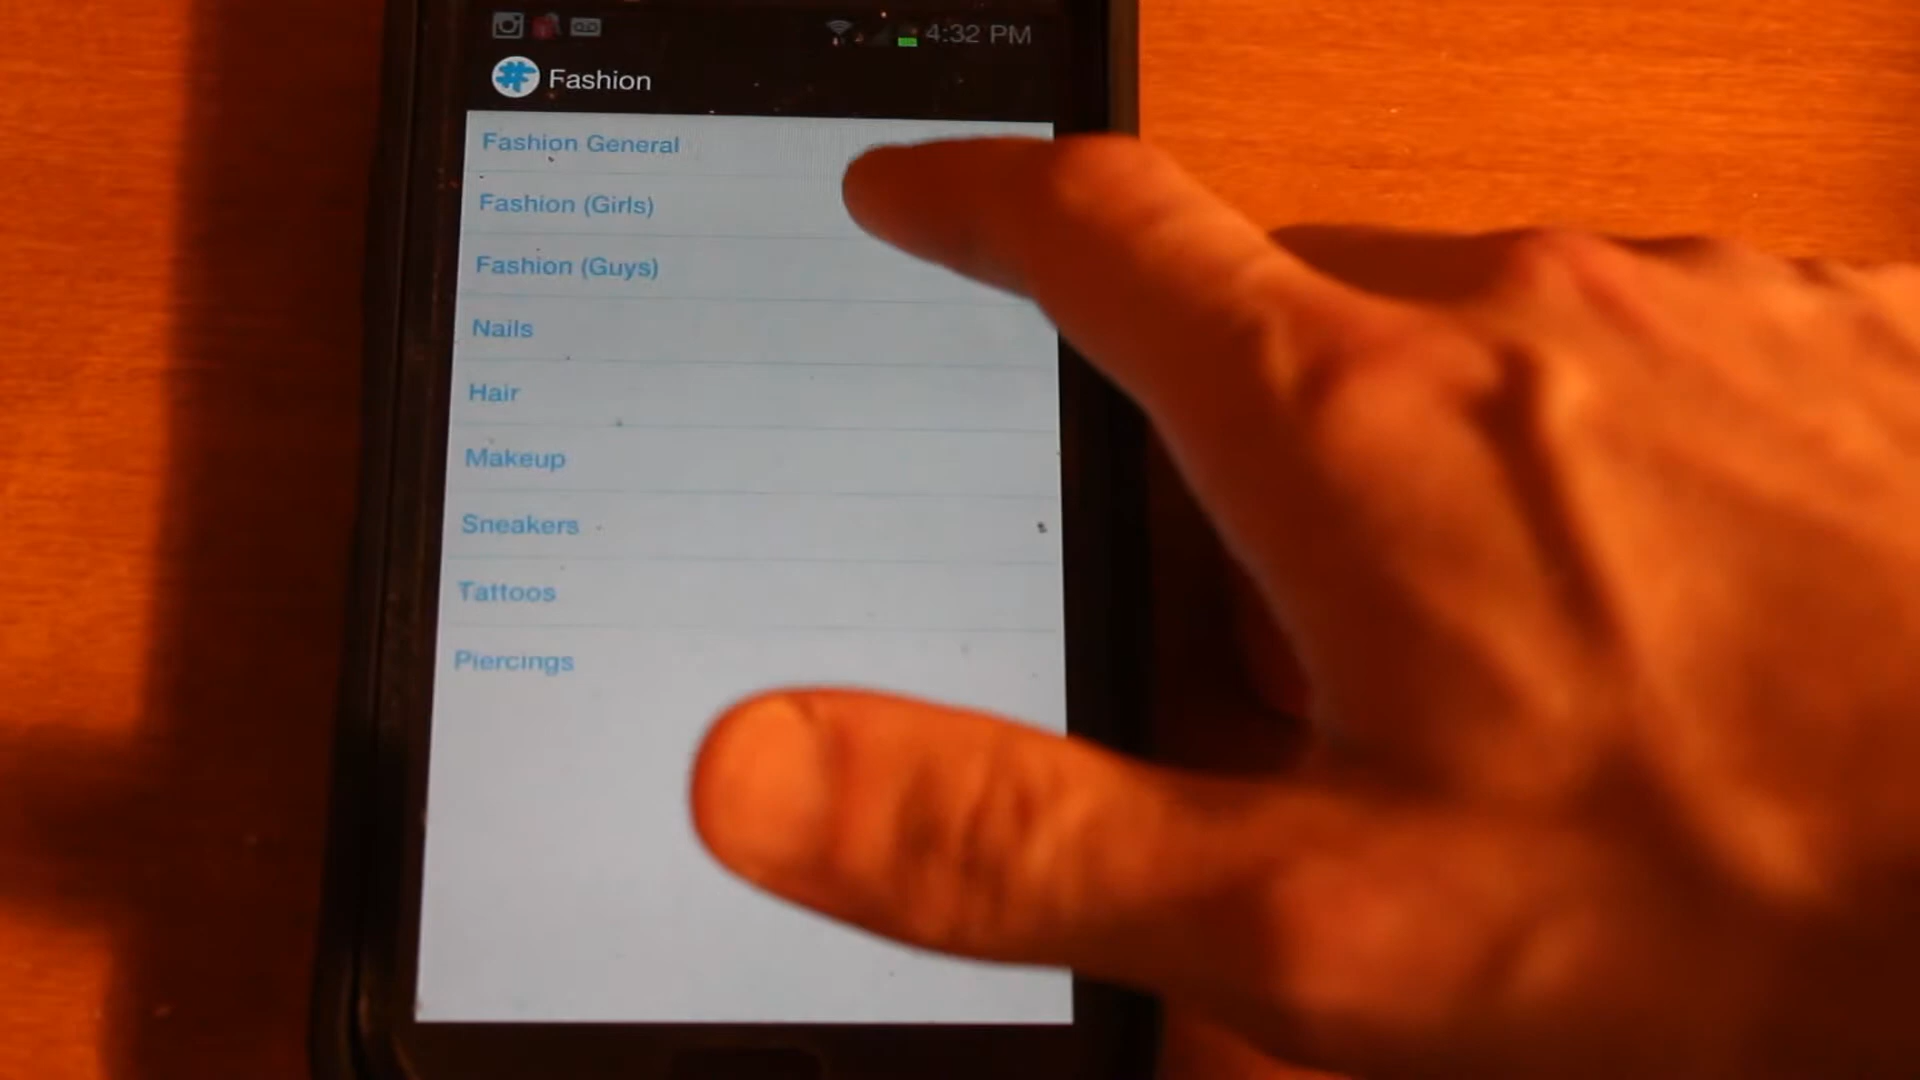 4:32 PM
# Fashion
Fashion General
Fashion (Girls)
Fashion (Guys)
Nails
Hair
Makeup
Sneakers
Tattoos
Piercings